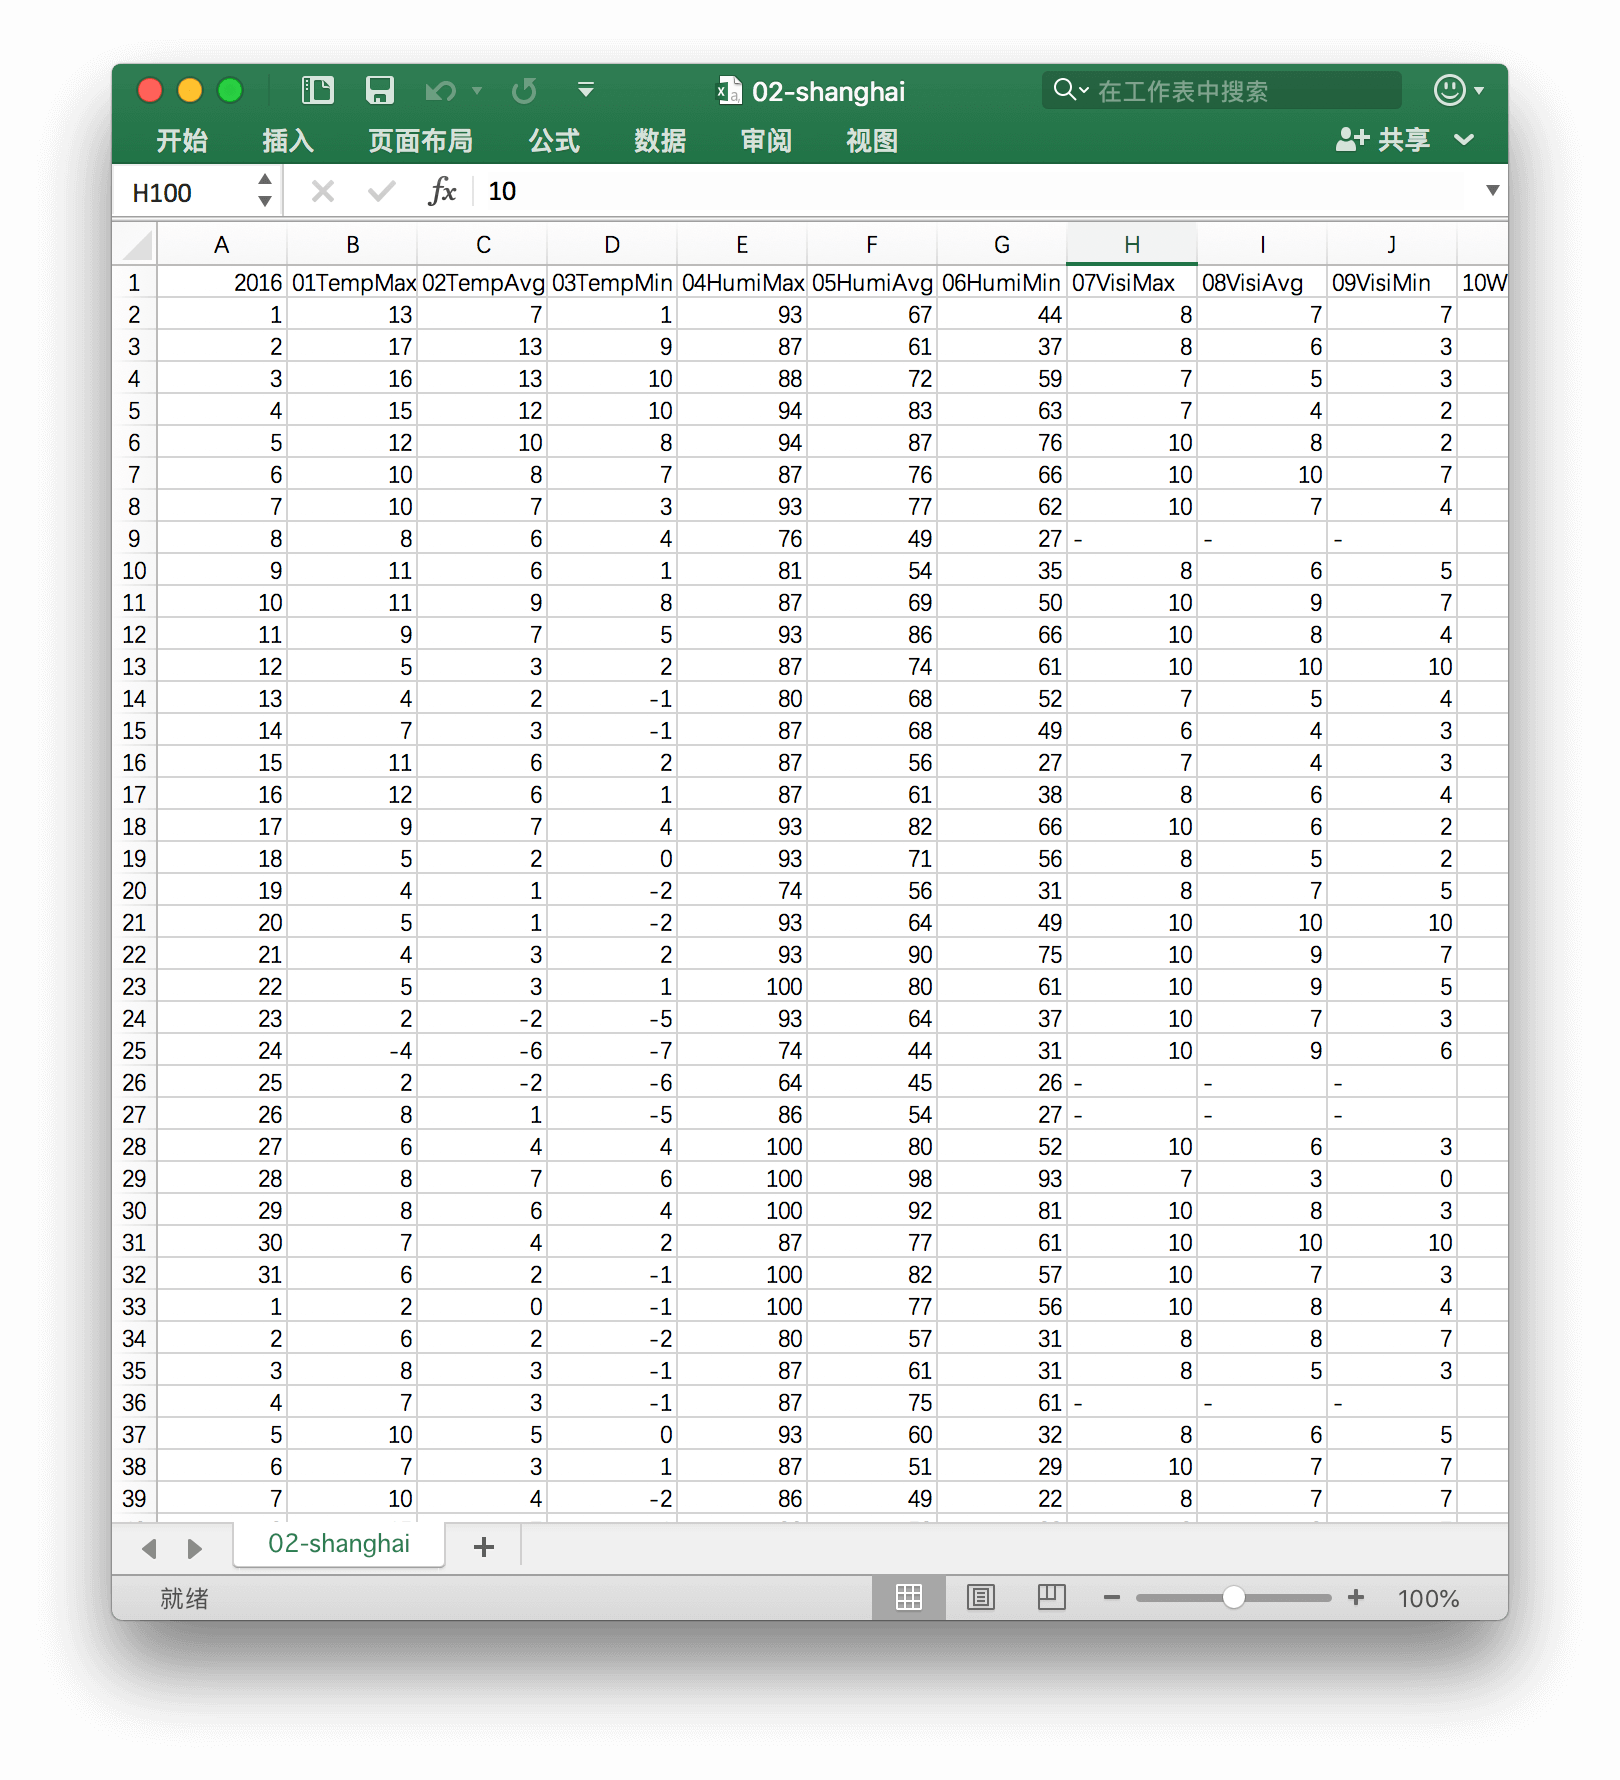 02-shanghai
在工作表中搜索
开始 插入 页面布局 公式 数据 审阅 视图 共享
H100 fx 10
A B C D E F G H I J
1 2016 01TempMax 02TempAvg 03TempMin 04HumiMax 05HumiAvg 06HumiMin 07VisiMax 08VisiAvg 09VisiMin 10W
2 1 13 7 1 93 67 44 8 7 7
3 2 17 13 9 87 61 37 8 6 3
4 3 16 13 10 88 72 59 7 5 3
5 4 15 12 10 94 83 63 7 4 2
6 5 12 10 8 94 87 76 10 8 2
7 6 10 8 7 87 76 66 10 10 7
8 7 10 7 3 93 77 62 10 7 4
9 8 8 6 4 76 49 27 - - -
10 9 11 6 1 81 54 35 8 6 5
11 10 11 9 8 87 69 50 10 9 7
12 11 9 7 5 93 86 66 10 8 4
13 12 5 3 2 87 74 61 10 10 10
14 13 4 2 -1 80 68 52 7 5 4
15 14 7 3 -1 87 68 49 6 4 3
16 15 11 6 2 87 56 27 7 4 3
17 16 12 6 1 87 61 38 8 6 4
18 17 9 7 4 93 82 66 10 6 2
19 18 5 2 0 93 71 56 8 5 2
20 19 4 1 -2 74 56 31 8 7 5
21 20 5 1 -2 93 64 49 10 10 10
22 21 4 3 2 93 90 75 10 9 7
23 22 5 3 1 100 80 61 10 9 5
24 23 2 -2 -5 93 64 37 10 7 3
25 24 -4 -6 -7 74 44 31 10 9 6
26 25 2 -2 -6 64 45 26 - - -
27 26 8 1 -5 86 54 27 - - -
28 27 6 4 4 100 80 52 10 6 3
29 28 8 7 6 100 98 93 7 3 0
30 29 8 6 4 100 92 81 10 8 3
31 30 7 4 2 87 77 61 10 10 10
32 31 6 2 -1 100 82 57 10 7 3
33 1 2 0 -1 100 77 56 10 8 4
34 2 6 2 -2 80 57 31 8 8 7
35 3 8 3 -1 87 61 31 8 5 3
36 4 7 3 -1 87 75 61 - - -
37 5 10 5 0 93 60 32 8 6 5
38 6 7 3 1 87 51 29 10 7 7
39 7 10 4 -2 86 49 22 8 7 7
02-shanghai
就绪 100%